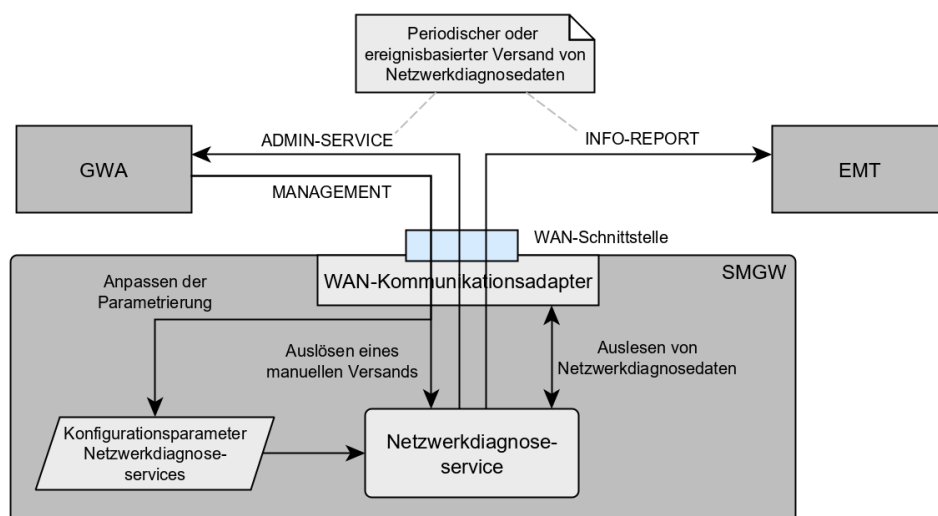 Periodischer oder
ereignisbasierter Versand von
Netzwerkdiagnosedaten
ADMIN-SERVICE
INFO-REPORT
GWA
EMT
MANAGEMENT
WAN-Schnittstelle
SMGW
WAN-Kommunikationsadapter
Anpassen der
Parametrierung
Auslösen eines
manuellen Versands
Auslesen von
Netzwerkdiagnosedaten
Konfigurationsparameter
Netzwerkdiagnose-
services
Netzwerkdiagnose-
service